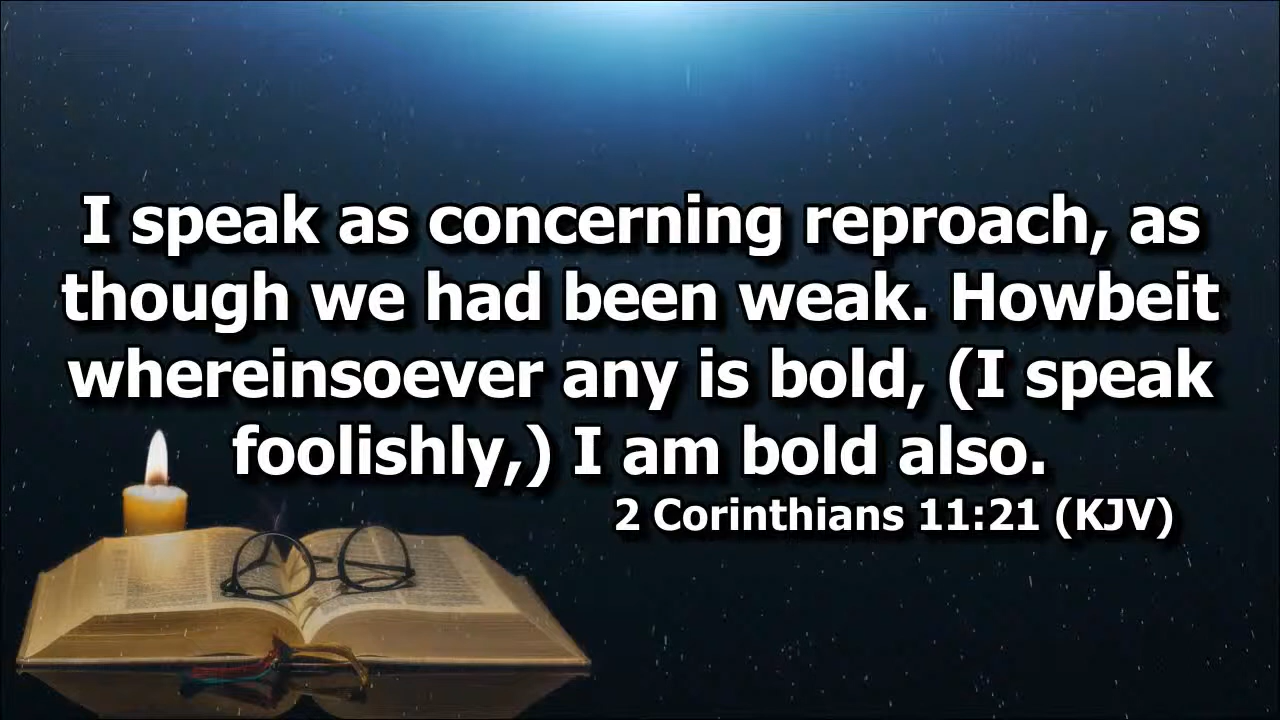 I speak as concerning reproach, as
though we had been weak. Howbeit
whereinsoever any is bold, (I speak
foolishly,) I am bold also.
2 Corinthians 11:21 (KJV)